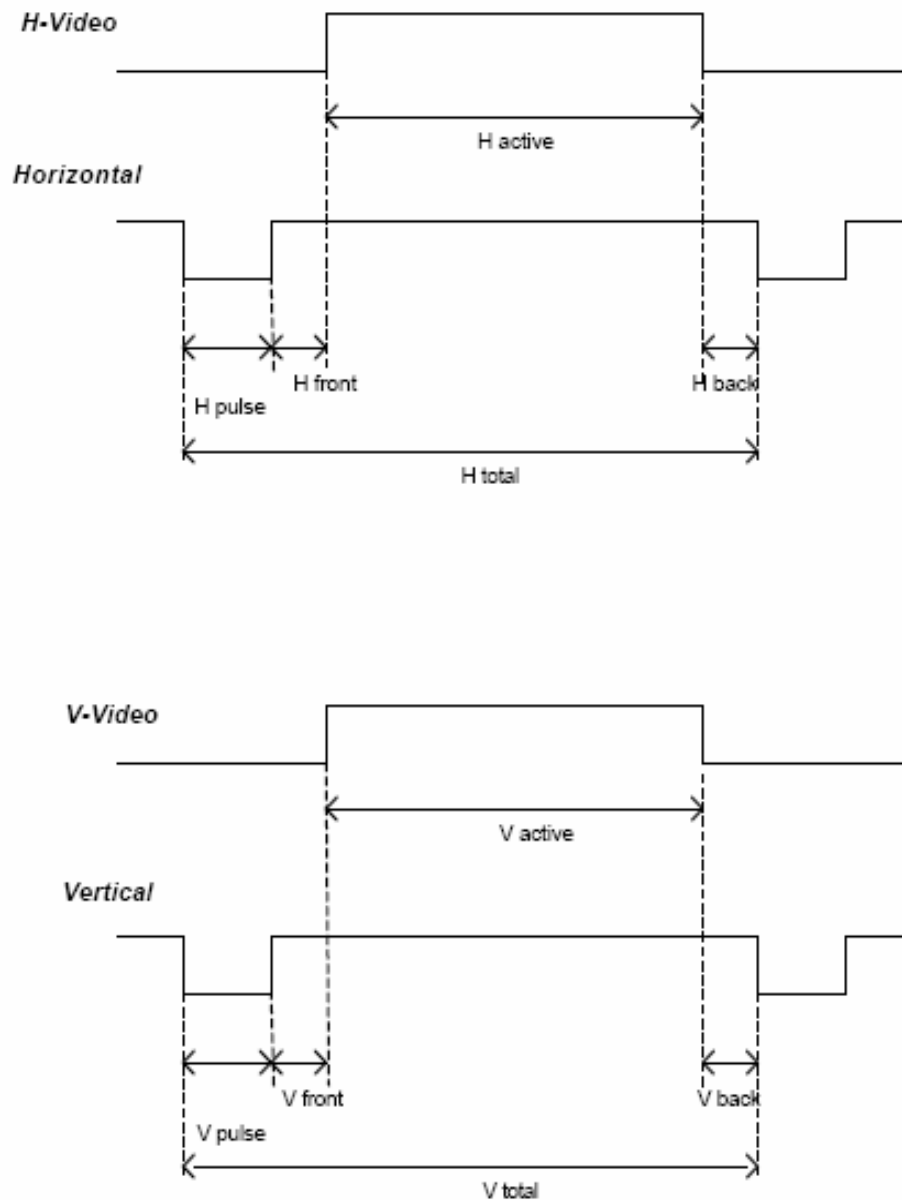 H-Video
H active
Horizontal
H front
H back
H pulse
H total
V-Video
V active
Vertical
V front
V back
V pulse
V total